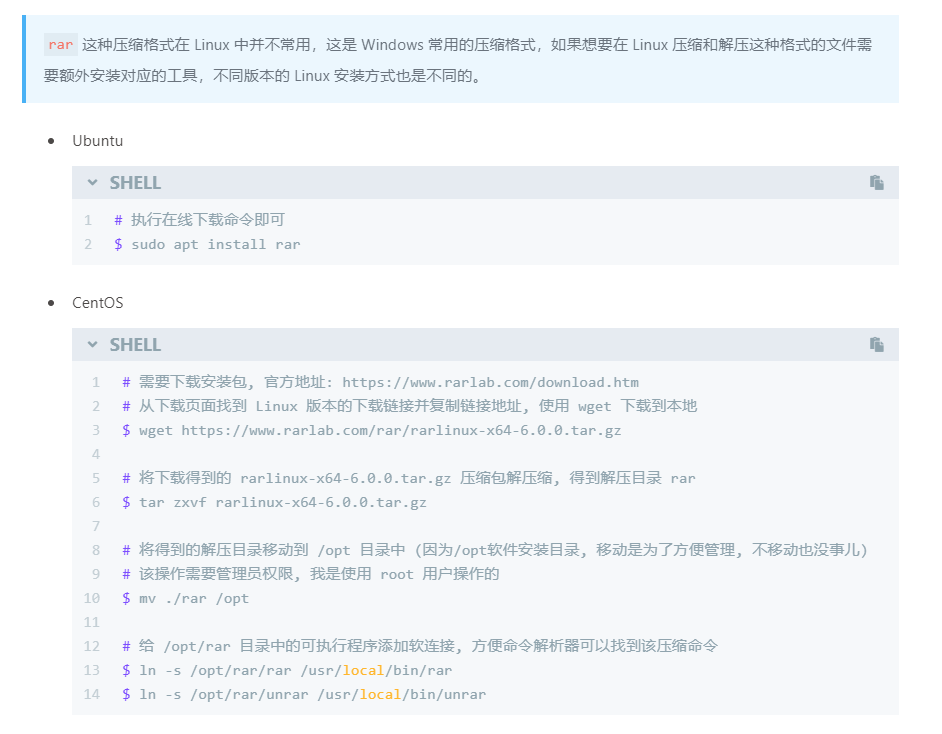 rar 这种压缩格式在 Linux 中并不常用，这是 Windows 常用的压缩格式，如果想要在 Linux 压缩和解压这种格式的文件需
要额外安装对应的工具，不同版本的 Linux 安装方式也是不同的。
Ubuntu
SHELL
1 # 执行在线下载命令即可
2 $ sudo apt install rar
CentOS
SHELL
1 # 需要下载安装包, 官方地址: https://www.rarlab.com/download.htm
2 # 从下载页面找到 Linux 版本的下载链接并复制链接地址, 使用 wget 下载到本地
3 $ wget https://www.rarlab.com/rar/rarlinux-x64-6.0.0.tar.gz
4
5 # 将下载得到的 rarlinux-x64-6.0.0.tar.gz 压缩包解压缩, 得到解压目录 rar
6 $ tar zxvf rarlinux-x64-6.0.0.tar.gz
7
8 # 将得到的解压目录移动到 /opt 目录中 (因为/opt软件安装目录, 移动是为了方便管理, 不移动也没事儿)
9 # 该操作需要管理员权限, 我是使用 root 用户操作的
10 $ mv ./rar /opt
11
12 # 给 /opt/rar 目录中的可执行程序添加软连接, 方便命令解析器可以找到该压缩命令
13 $ ln -s /opt/rar/rar /usr/local/bin/rar
14 $ ln -s /opt/rar/unrar /usr/local/bin/unrar